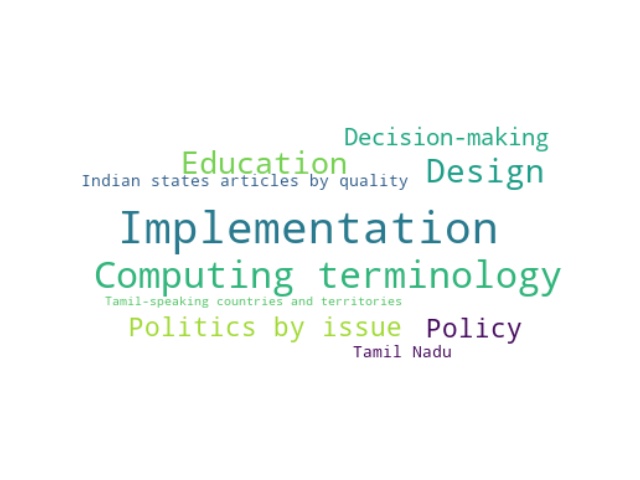 Decision-making
Education
Design
Indian states articles by quality
Implementation
Computing terminology
Tamil-speaking countries and territories
Politics by issue
Policy
Tamil Nadu